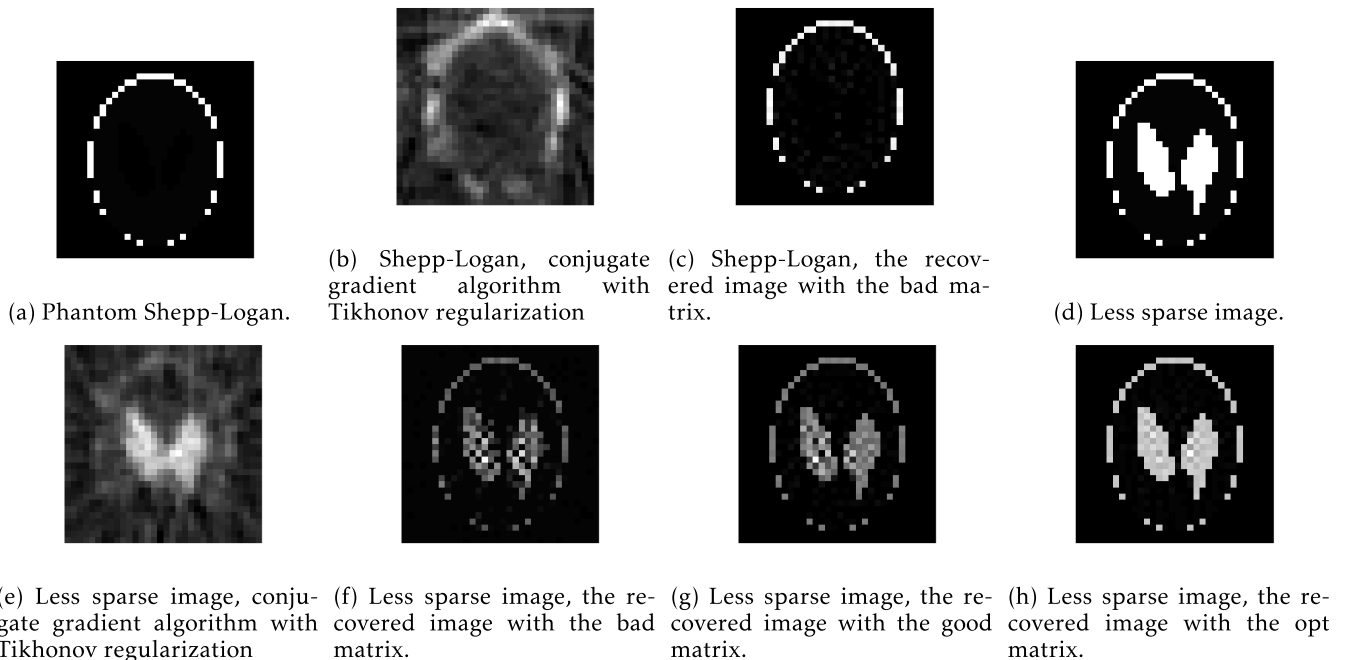 (a) Phantom Shepp-Logan.
(b) Shepp-Logan, conjugate
gradient algorithm with
Tikhonov regularization
(c) Shepp-Logan, the recov-
ered image with the bad ma-
trix.
(d) Less sparse image.
(e) Less sparse image, conju-
gate gradient algorithm with
Tikhonov regularization
(f) Less sparse image, the re-
covered image with the bad
matrix.
(g) Less sparse image, the re-
covered image with the good
matrix.
(h) Less sparse image, the re-
covered image with the opt
matrix.